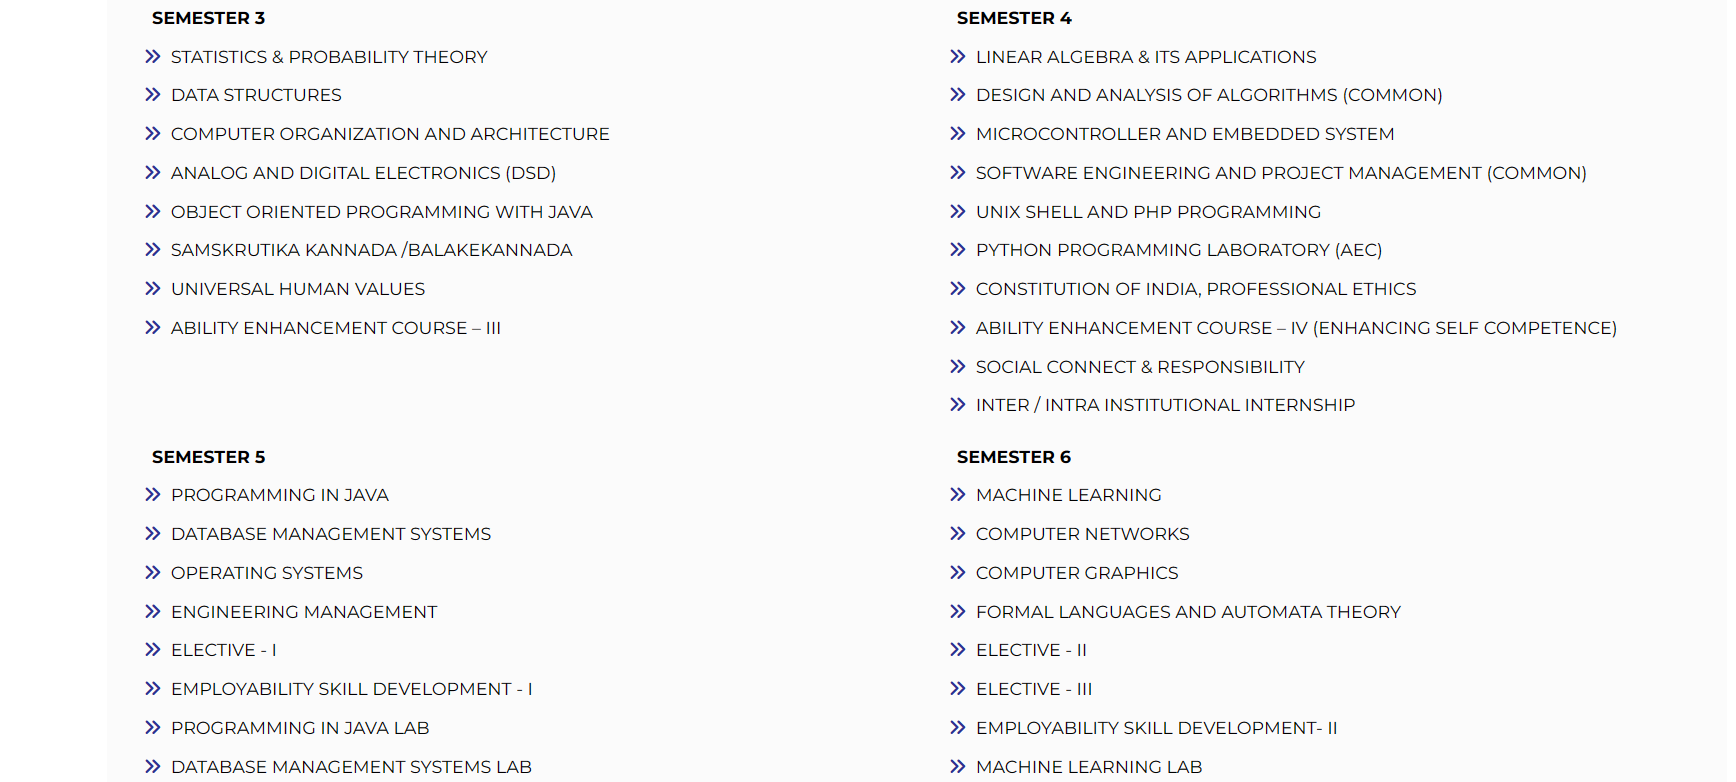 SEMESTER 3
STATISTICS & PROBABILITY THEORY
DATA STRUCTURES
COMPUTER ORGANIZATION AND ARCHITECTURE
ANALOG AND DIGITAL ELECTRONICS (DSD)
OBJECT ORIENTED PROGRAMMING WITH JAVA
SAMSKRUTIKA KANNADA /BALAKEKANNADA
UNIVERSAL HUMAN VALUES
ABILITY ENHANCEMENT COURSE – III
SEMESTER 4
LINEAR ALGEBRA & ITS APPLICATIONS
DESIGN AND ANALYSIS OF ALGORITHMS (COMMON)
MICROCONTROLLER AND EMBEDDED SYSTEM
SOFTWARE ENGINEERING AND PROJECT MANAGEMENT (COMMON)
UNIX SHELL AND PHP PROGRAMMING
PYTHON PROGRAMMING LABORATORY (AEC)
CONSTITUTION OF INDIA, PROFESSIONAL ETHICS
ABILITY ENHANCEMENT COURSE – IV (ENHANCING SELF COMPETENCE)
SOCIAL CONNECT & RESPONSIBILITY
INTER / INTRA INSTITUTIONAL INTERNSHIP
SEMESTER 5
PROGRAMMING IN JAVA
DATABASE MANAGEMENT SYSTEMS
OPERATING SYSTEMS
ENGINEERING MANAGEMENT
ELECTIVE - I
EMPLOYABILITY SKILL DEVELOPMENT - I
PROGRAMMING IN JAVA LAB
DATABASE MANAGEMENT SYSTEMS LAB
SEMESTER 6
MACHINE LEARNING
COMPUTER NETWORKS
COMPUTER GRAPHICS
FORMAL LANGUAGES AND AUTOMATA THEORY
ELECTIVE - II
ELECTIVE - III
EMPLOYABILITY SKILL DEVELOPMENT- II
MACHINE LEARNING LAB